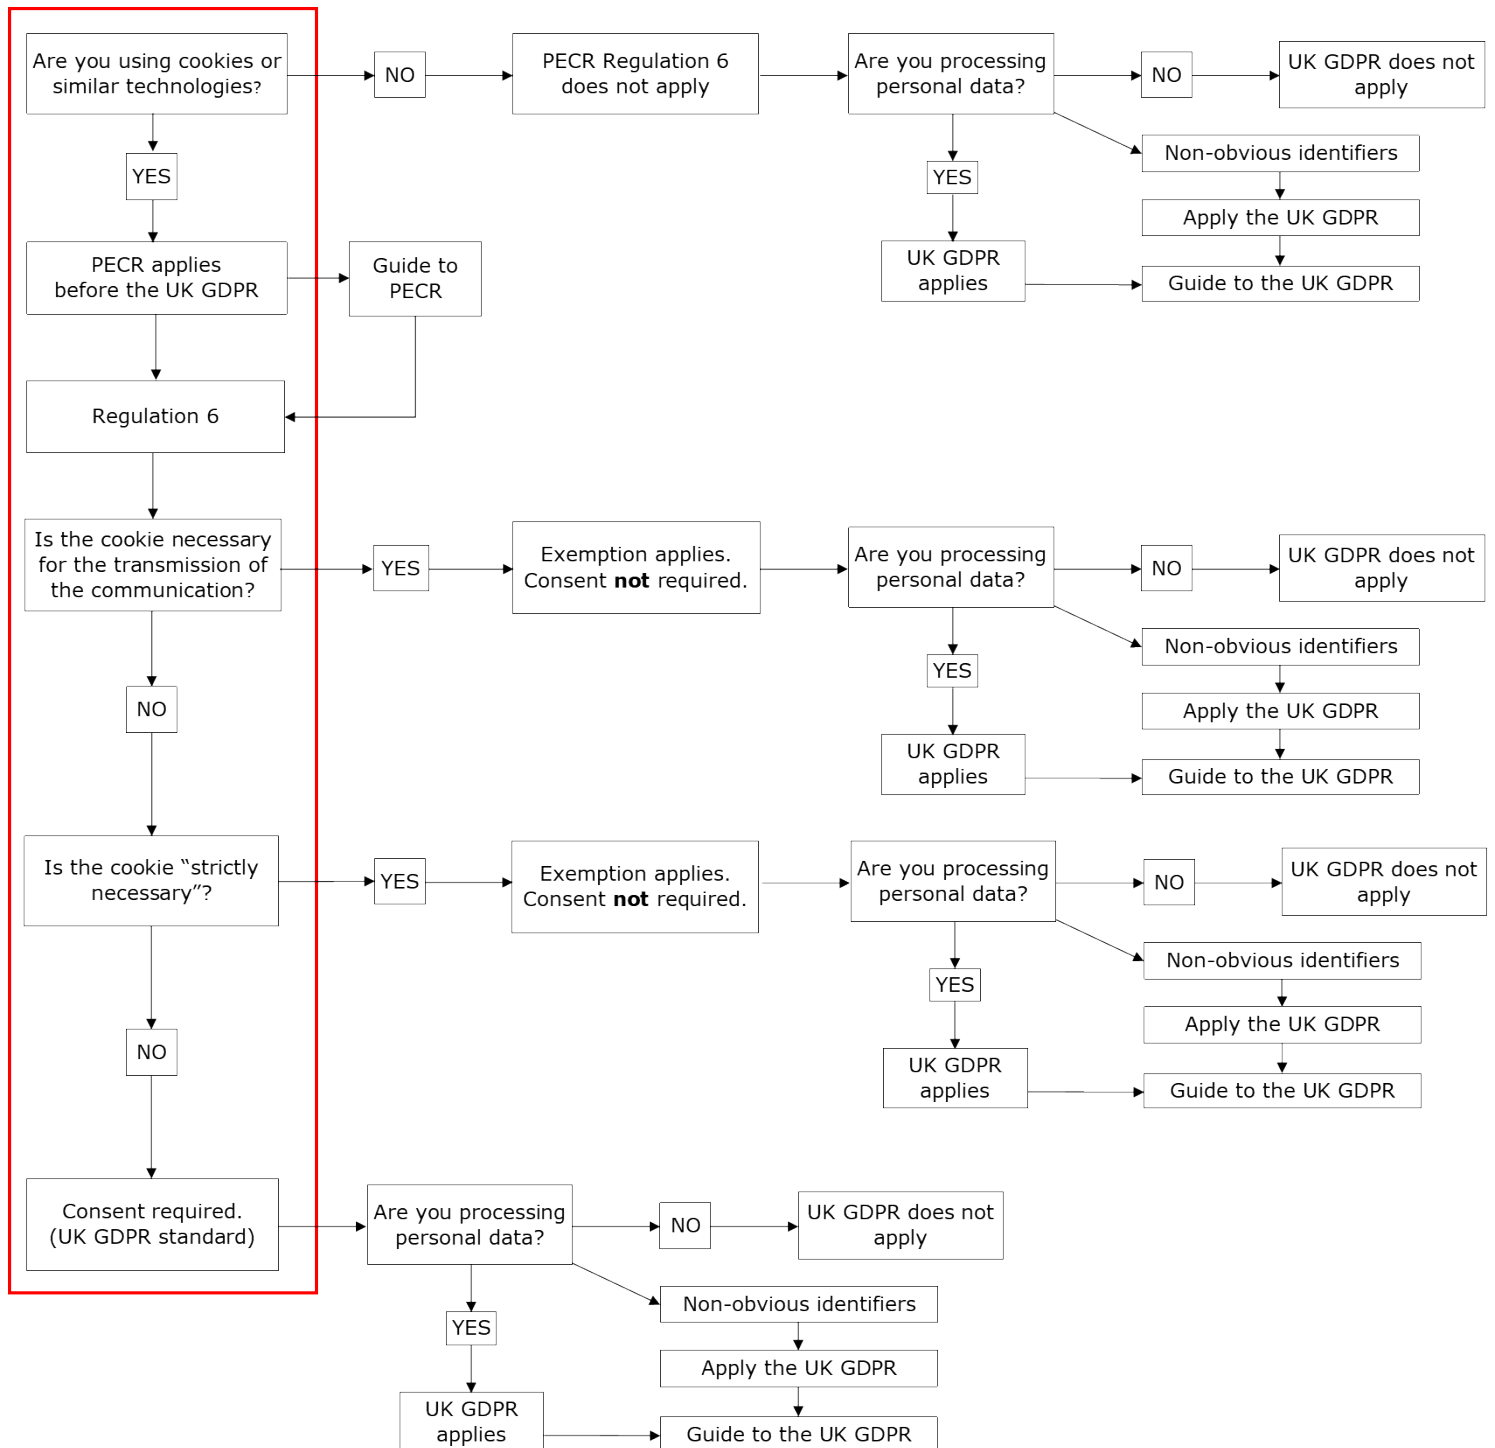 Are you using cookies or
similar technologies?
NO
PECR Regulation 6
does not apply
Are you processing
personal data?
NO
UK GDPR does not
apply
YES
Non-obvious identifiers
YES
Apply the UK GDPR
UK GDPR
applies
Guide to the UK GDPR
PECR applies
before the UK GDPR
Guide to
PECR
Regulation 6
Is the cookie necessary
for the transmission of
the communication?
YES
Exemption applies.
Consent not required.
Are you processing
personal data?
NO
UK GDPR does not
apply
Non-obvious identifiers
YES
Apply the UK GDPR
UK GDPR
applies
Guide to the UK GDPR
NO
Is the cookie “strictly
necessary”?
YES
Exemption applies.
Consent not required.
Are you processing
personal data?
NO
UK GDPR does not
apply
Non-obvious identifiers
YES
Apply the UK GDPR
UK GDPR
applies
Guide to the UK GDPR
NO
Consent required.
(UK GDPR standard)
Are you processing
personal data?
NO
UK GDPR does not
apply
Non-obvious identifiers
YES
Apply the UK GDPR
UK GDPR
applies
Guide to the UK GDPR